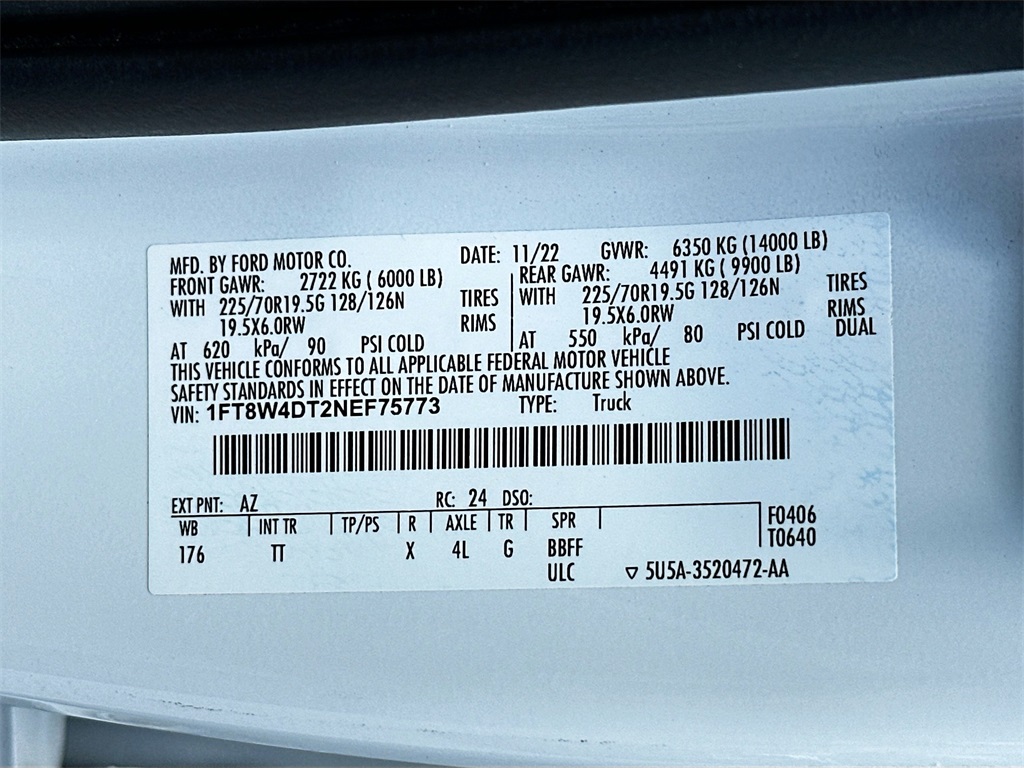 MFD. BY FORD MOTOR CO. DATE: 11/22 GVWR: 6350 KG (14000 LB)
FRONT GAWR: 2722 KG ( 6000 LB) REAR GAWR: 4491 KG ( 9900 LB)
WITH 225/70R19.5G 128/126N TIRES WITH 225/70R19.5G 128/126N TIRES
19.5X6.0RW RIMS 19.5X6.0RW RIMS
AT 620 kPa/ 90 PSI COLD AT 550 kPa/ 80 PSI COLD DUAL
THIS VEHICLE CONFORMS TO ALL APPLICABLE FEDERAL MOTOR VEHICLE
SAFETY STANDARDS IN EFFECT ON THE DATE OF MANUFACTURE SHOWN ABOVE.
VIN: 1FT8W4DT2NEF75773 TYPE: Truck
EXT PNT: AZ RC: 24 DSO:
WB INT TR TP/PS R AXLE TR SPR F0406
176 TT X 4L G BBFF T0640
ULC ▽ 5U5A-3520472-AA